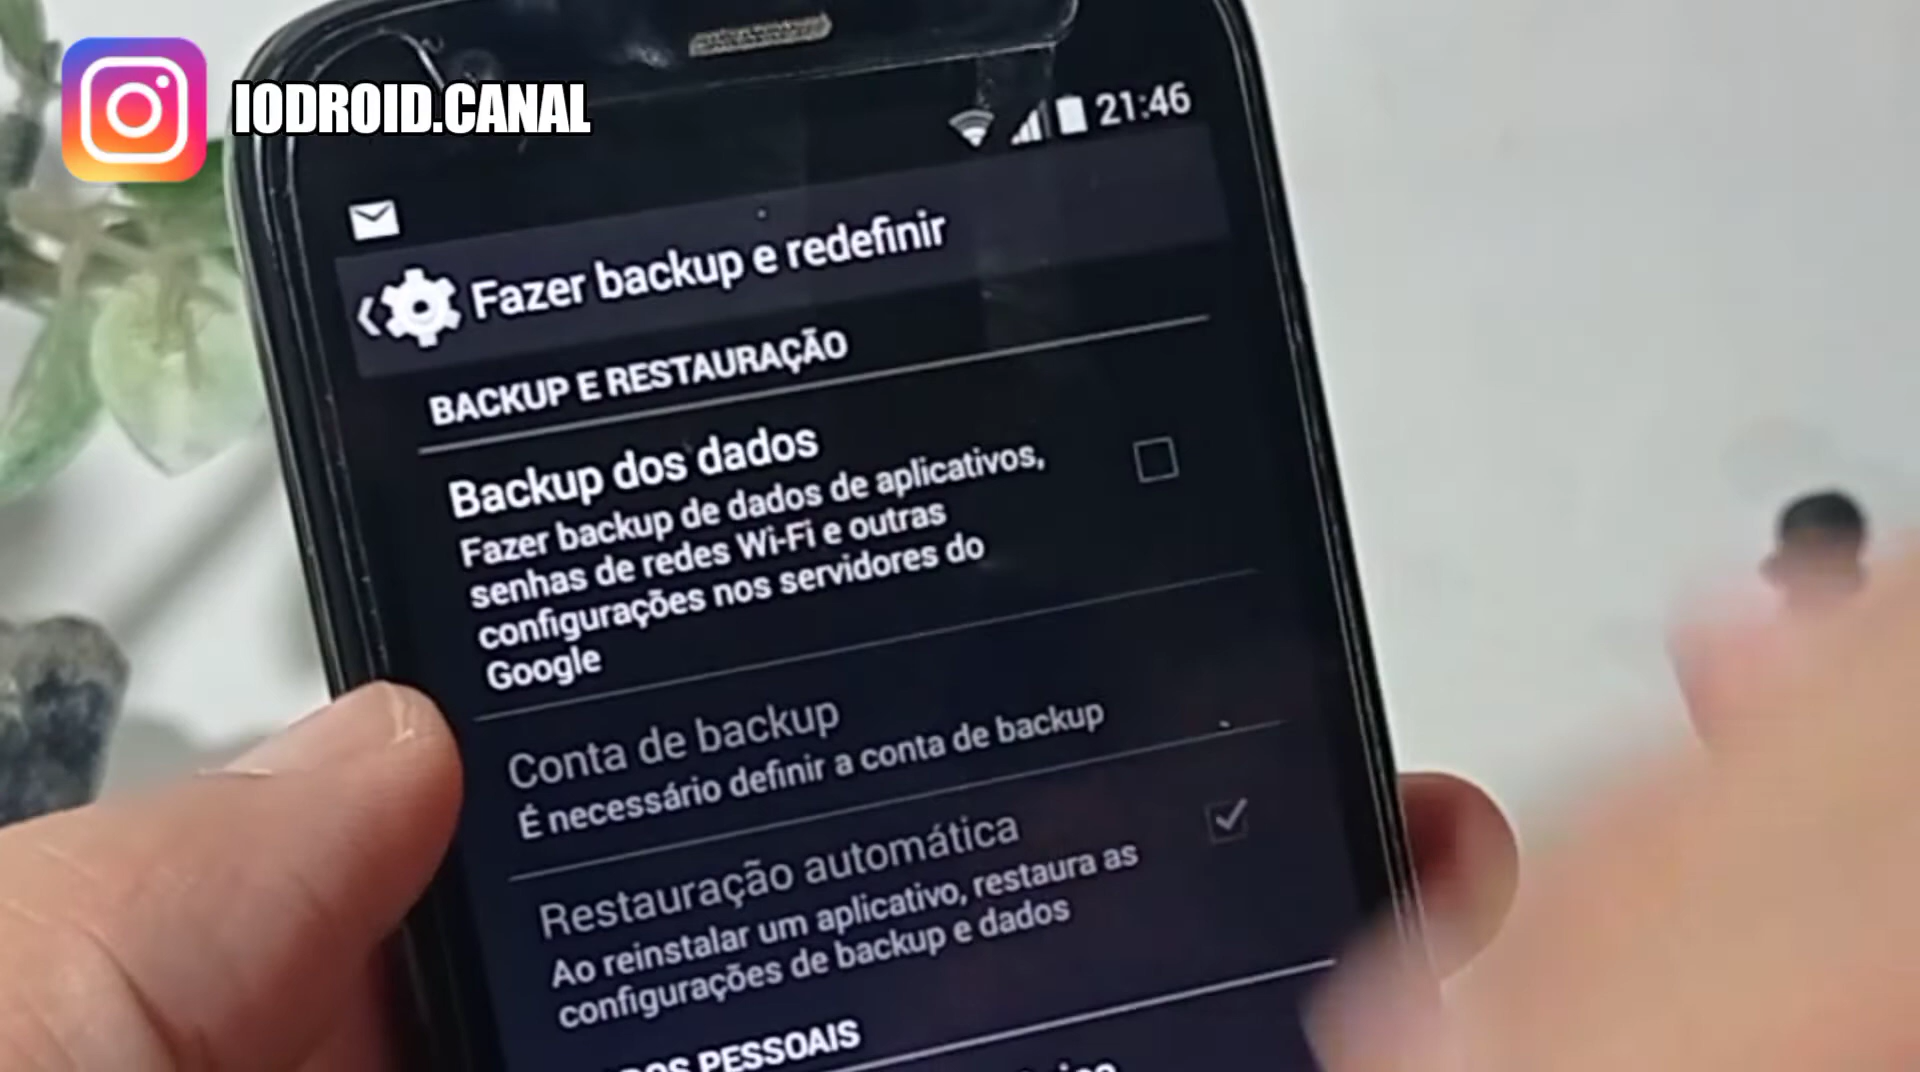 IODROID.CANAL
21:46
Fazer backup e redefinir
BACKUP E RESTAURAÇÃO
Backup dos dados
Fazer backup de dados de aplicativos,
senhas de redes Wi-Fi e outras
configurações nos servidores do
Google
Conta de backup
É necessário definir a conta de backup
Restauração automática
Ao reinstalar um aplicativo, restaura as
configurações de backup e dados
PESSOAIS